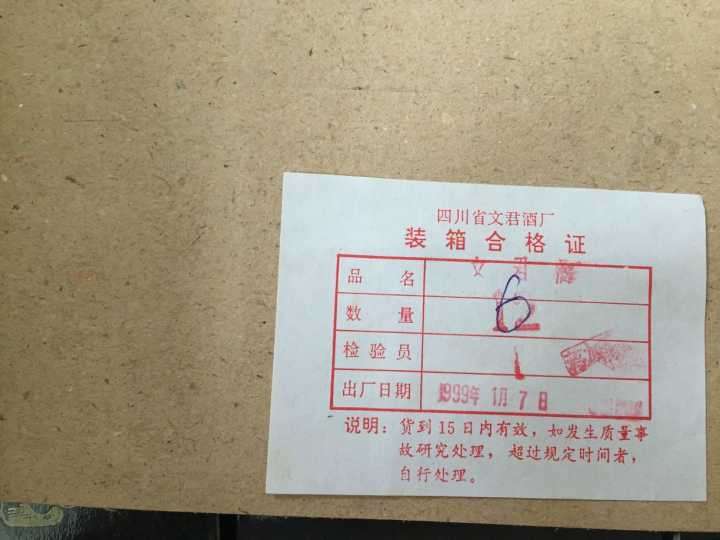 四川省文君酒厂
装箱合格证
品名 文君酒
数量 6
检验员 1
出厂日期 1999年 1月 7日
说明：货到15日内有效，如发生质量事
故研究处理，超过规定时间者，
自行处理。